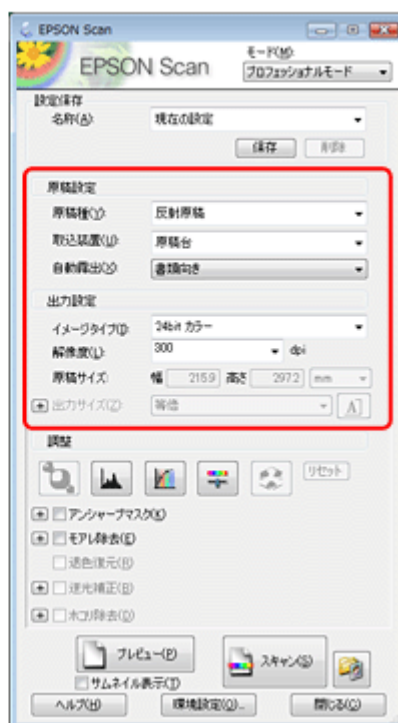 EPSON Scan
EPSON Scan
モード(M):
プロフェッショナルモード
設定保存
名称(A):
現在の設定
保存
削除
原稿設定
原稿種(Y):
反射原稿
取込装置(U):
原稿台
自動露出(X):
書類向き
出力設定
イメージタイプ(I):
24bit カラー
解像度(L):
300
dpi
原稿サイズ:
幅 215.9 高さ 297.2 mm
出力サイズ(Z):
等倍
A
調整
リセット
アンシャープマスク(K)
モアレ除去(E)
退色復元(R)
逆光補正(B)
ホコリ除去(D)
プレビュー(P)
スキャン(S)
サムネイル表示(T)
ヘルプ(H)
環境設定(O)...
閉じる(C)